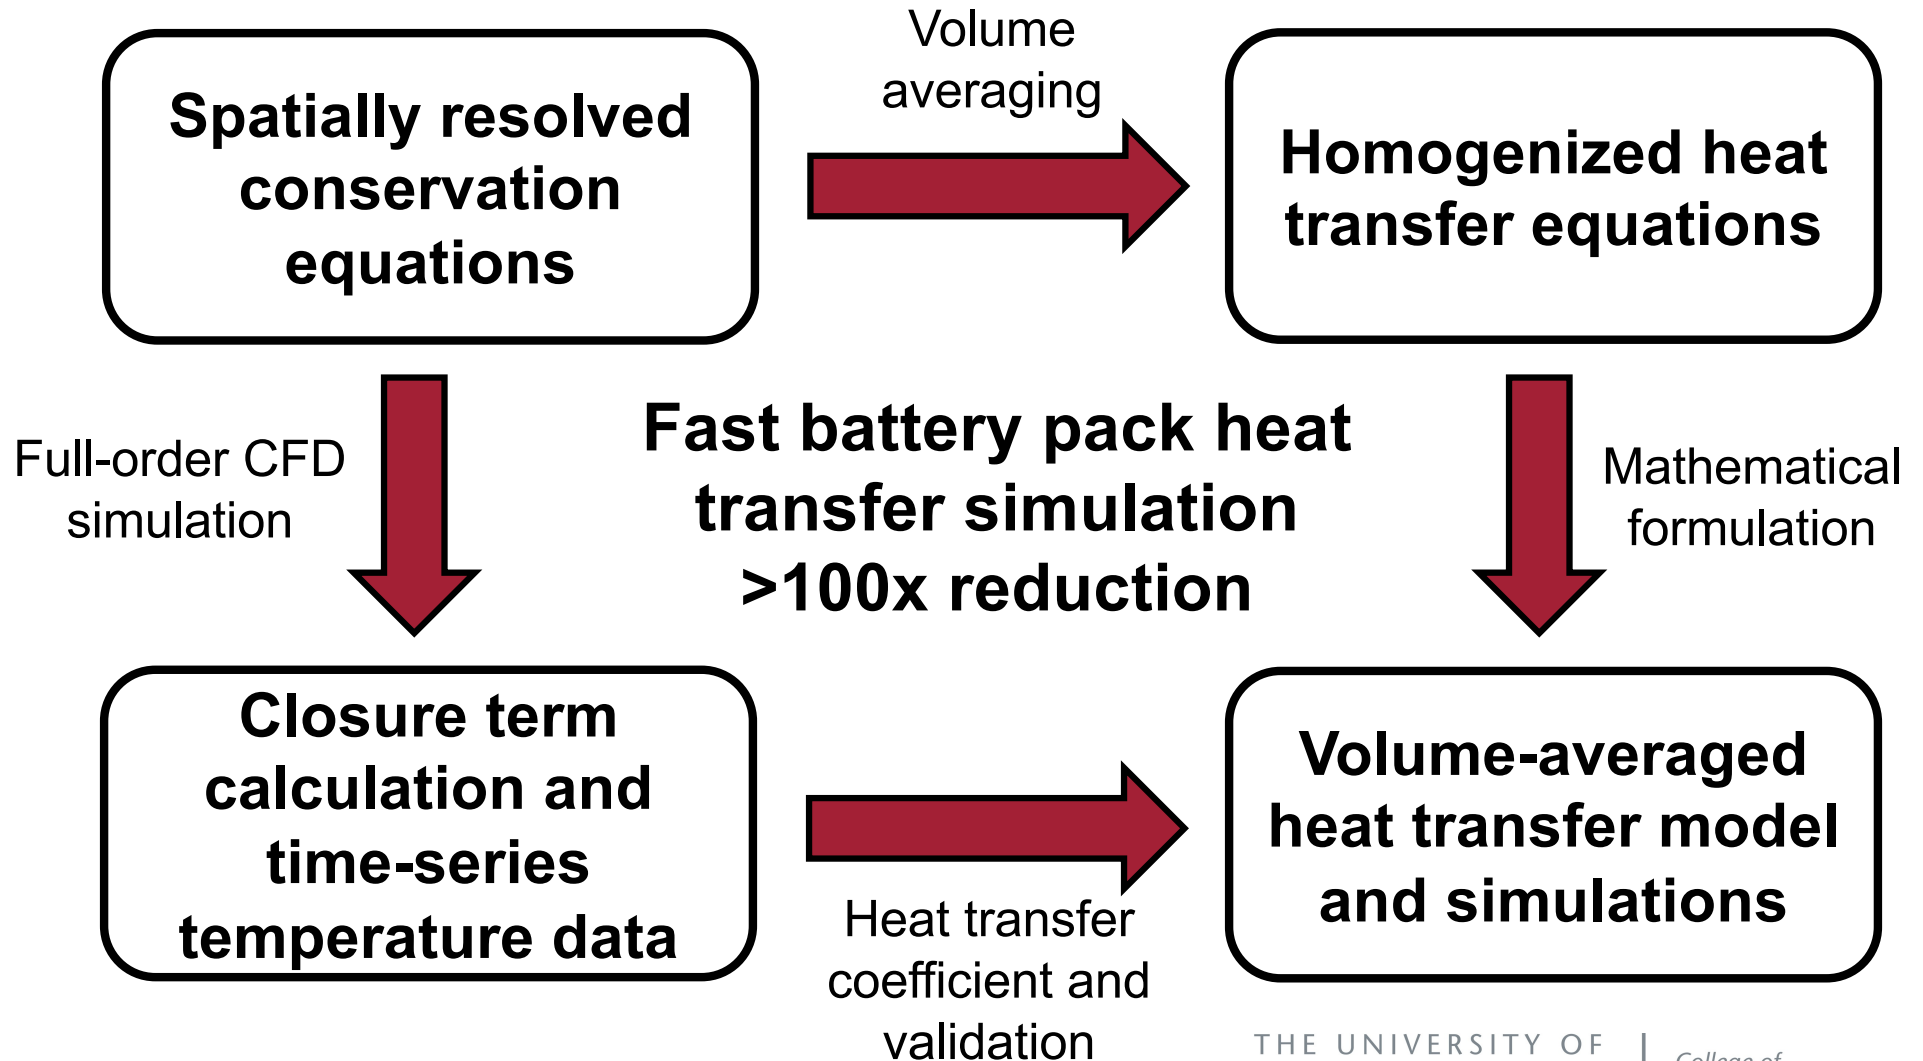 Volume
averaging
Spatially resolved
conservation
equations
Homogenized heat
transfer equations
Full-order CFD
simulation
Fast battery pack heat
transfer simulation
>100x reduction
Mathematical
formulation
Closure term
calculation and
time-series
temperature data
Heat transfer
coefficient and
validation
Volume-averaged
heat transfer model
and simulations
THE UNIVERSITY OF
College of